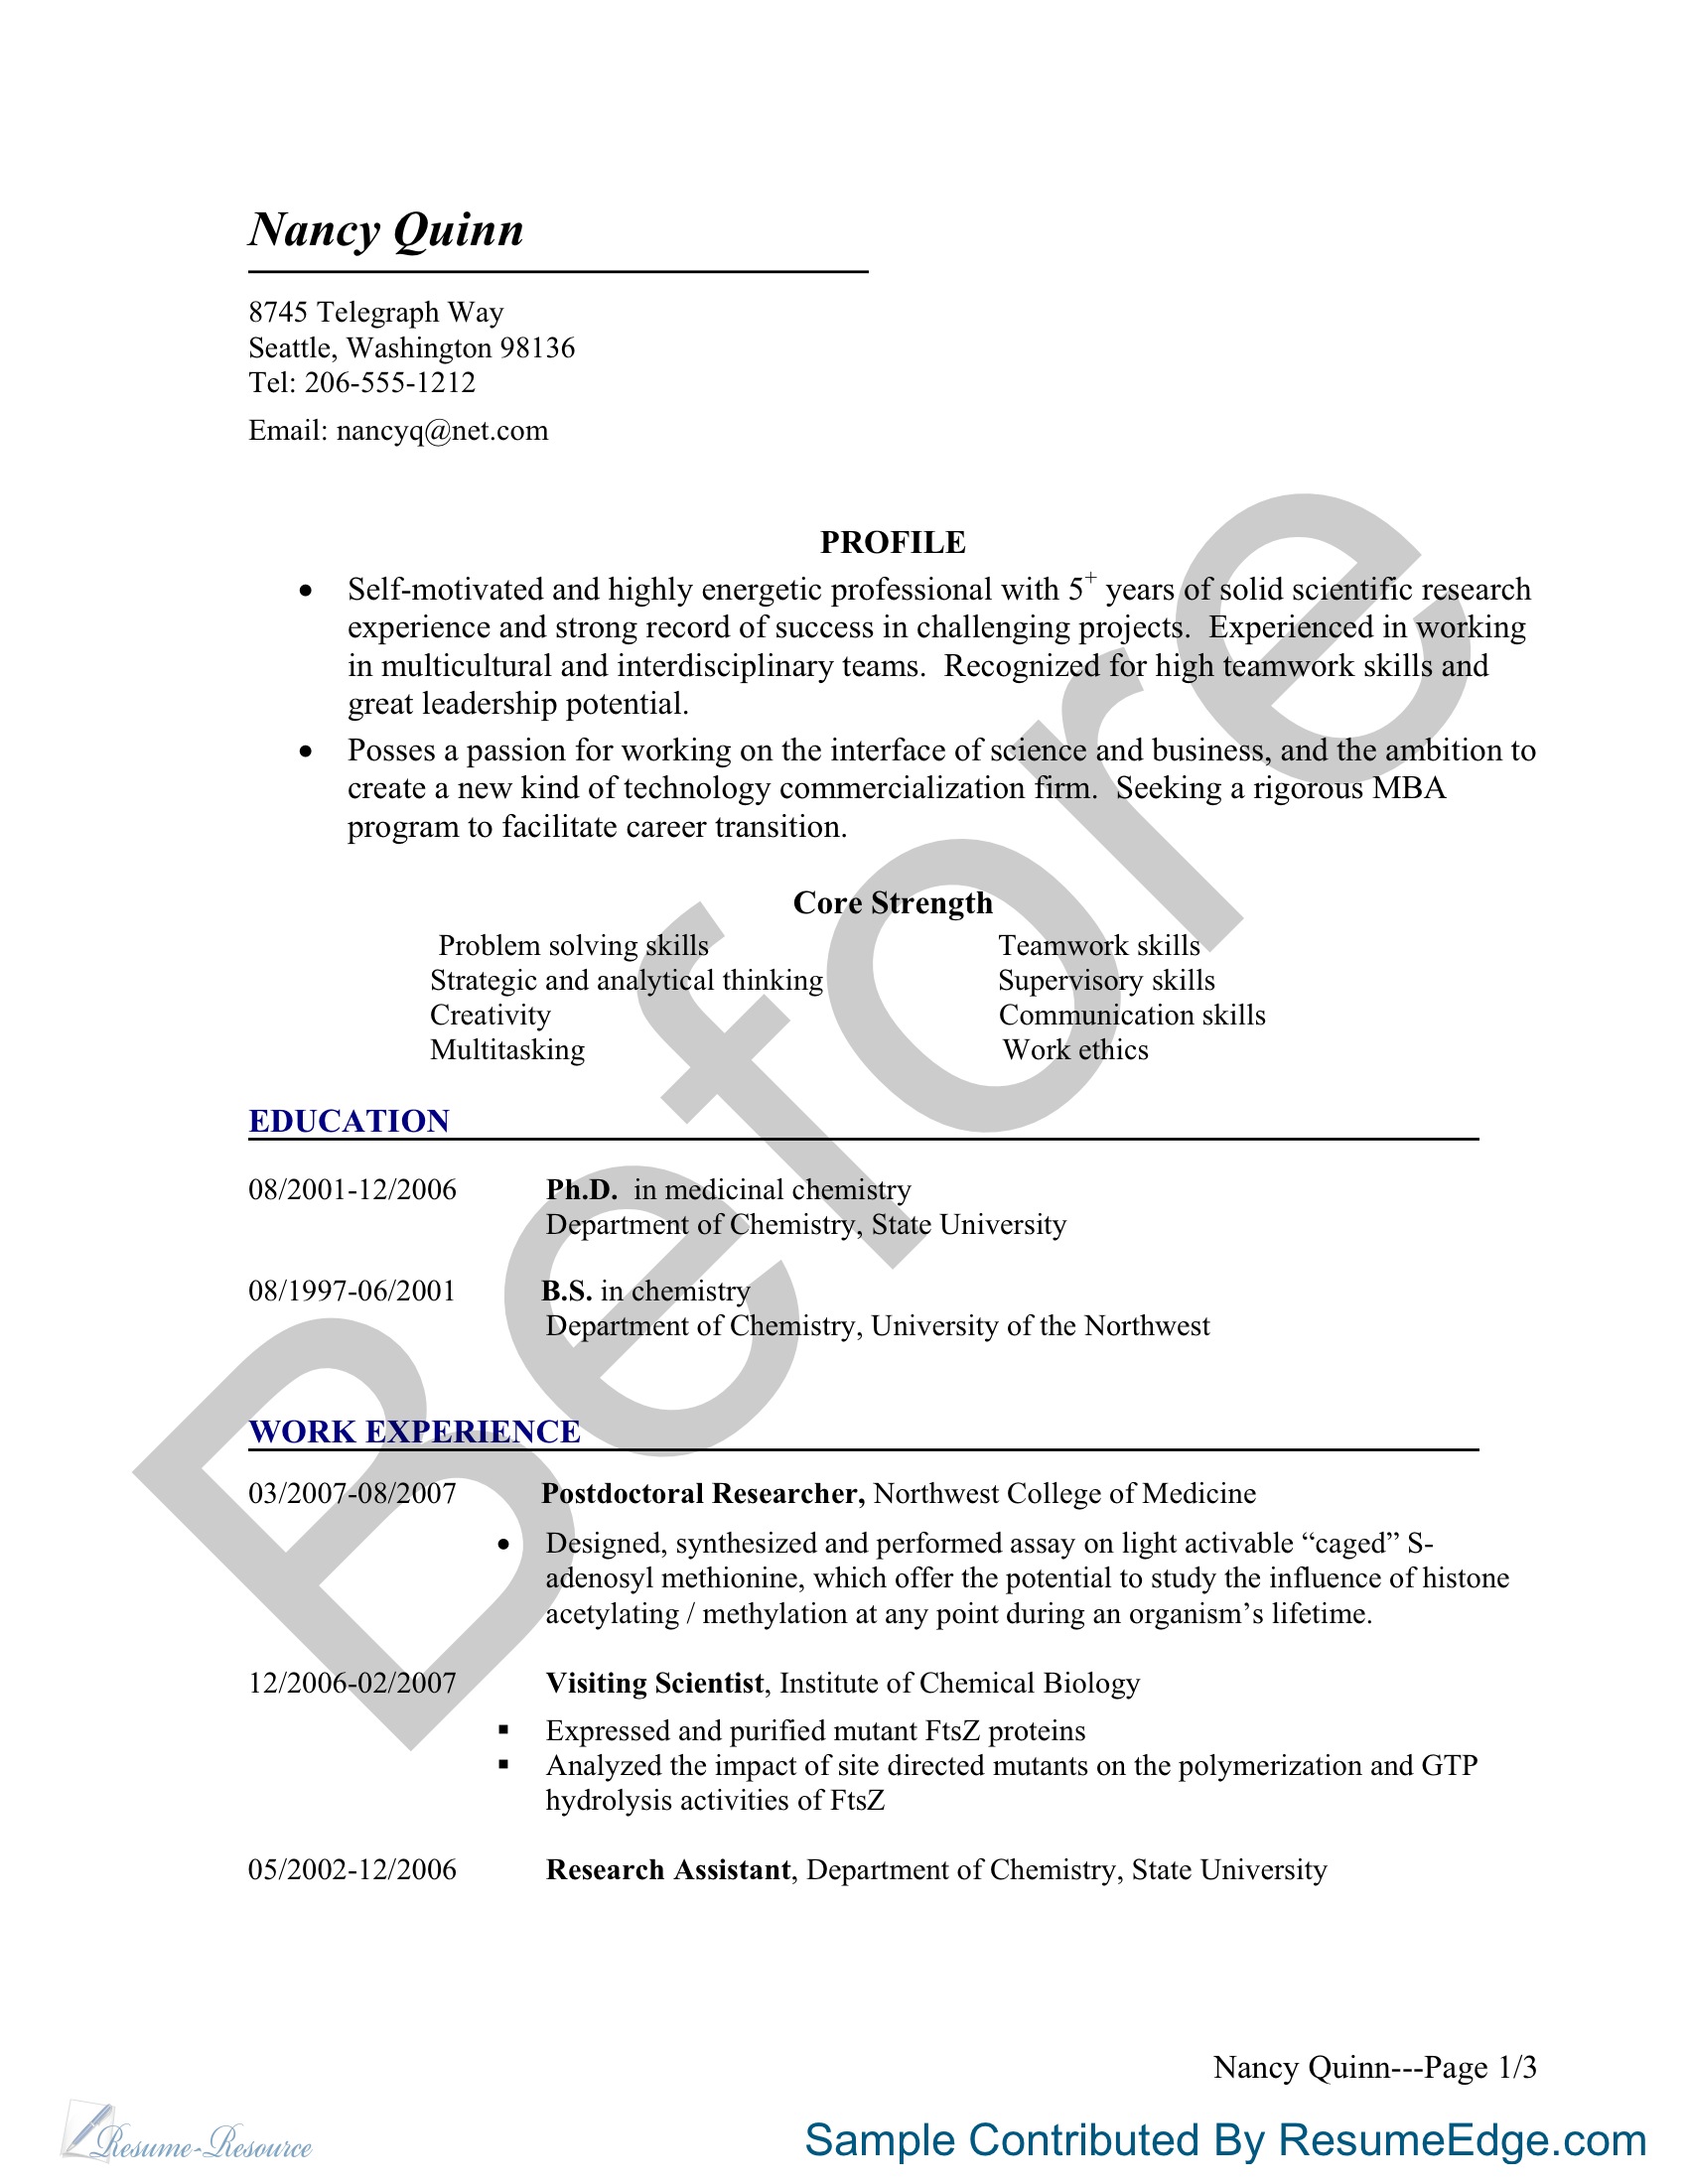 Nancy Quinn
8745 Telegraph Way
Seattle, Washington 98136
Tel: 206-555-1212
Email: nancyq@net.com
PROFILE
• Self-motivated and highly energetic professional with 5+ years of solid scientific research
experience and strong record of success in challenging projects.  Experienced in working
in multicultural and interdisciplinary teams.  Recognized for high teamwork skills and
great leadership potential.
• Posses a passion for working on the interface of science and business, and the ambition to
create a new kind of technology commercialization firm.  Seeking a rigorous MBA
program to facilitate career transition.
Core Strength
Problem solving skills Teamwork skills
Strategic and analytical thinking Supervisory skills
Creativity Communication skills
Multitasking Work ethics
EDUCATION
08/2001-12/2006 Ph.D.  in medicinal chemistry
Department of Chemistry, State University
08/1997-06/2001 B.S. in chemistry
Department of Chemistry, University of the Northwest
WORK EXPERIENCE
03/2007-08/2007 Postdoctoral Researcher, Northwest College of Medicine
• Designed, synthesized and performed assay on light activable “caged” S-
adenosyl methionine, which offer the potential to study the influence of histone
acetylating / methylation at any point during an organism’s lifetime.
12/2006-02/2007 Visiting Scientist, Institute of Chemical Biology
▪ Expressed and purified mutant FtsZ proteins
▪ Analyzed the impact of site directed mutants on the polymerization and GTP
hydrolysis activities of FtsZ
05/2002-12/2006 Research Assistant, Department of Chemistry, State University
Before
Nancy Quinn---Page 1/3
Resume-Resource
Sample Contributed By ResumeEdge.com